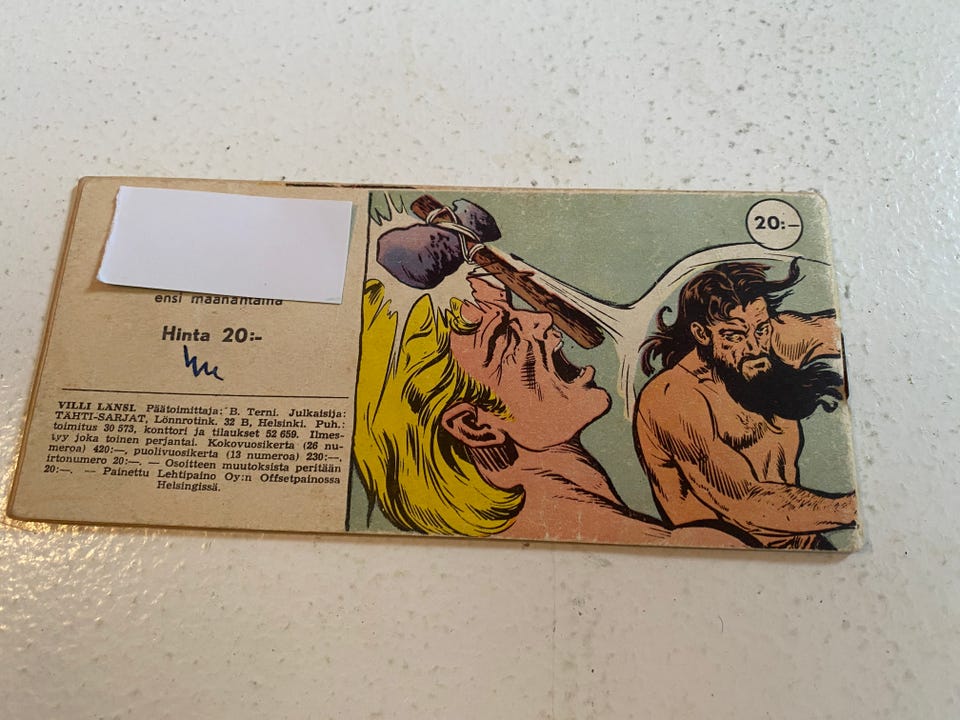 ensi maanantaina
Hinta 20:-
VILLI LÄNSI. Päätoimittaja: B. Terni. Julkaisija:
TÄHTI-SARJAT, Lönnrotink. 32 B, Helsinki. Puh.:
toimitus 30 573, konttori ja tilaukset 52 659. Ilmes-
tyy joka toinen perjantai. Kokovuosikerta (26 nu-
meroa) 420:—, puolivuosikerta (13 numeroa) 230:—,
irtonumero 20:—, — Osoitteen muutoksista peritään
20:—. — Painettu Lehtipaino Oy:n Offsetpainossa
Helsingissä.
20:—